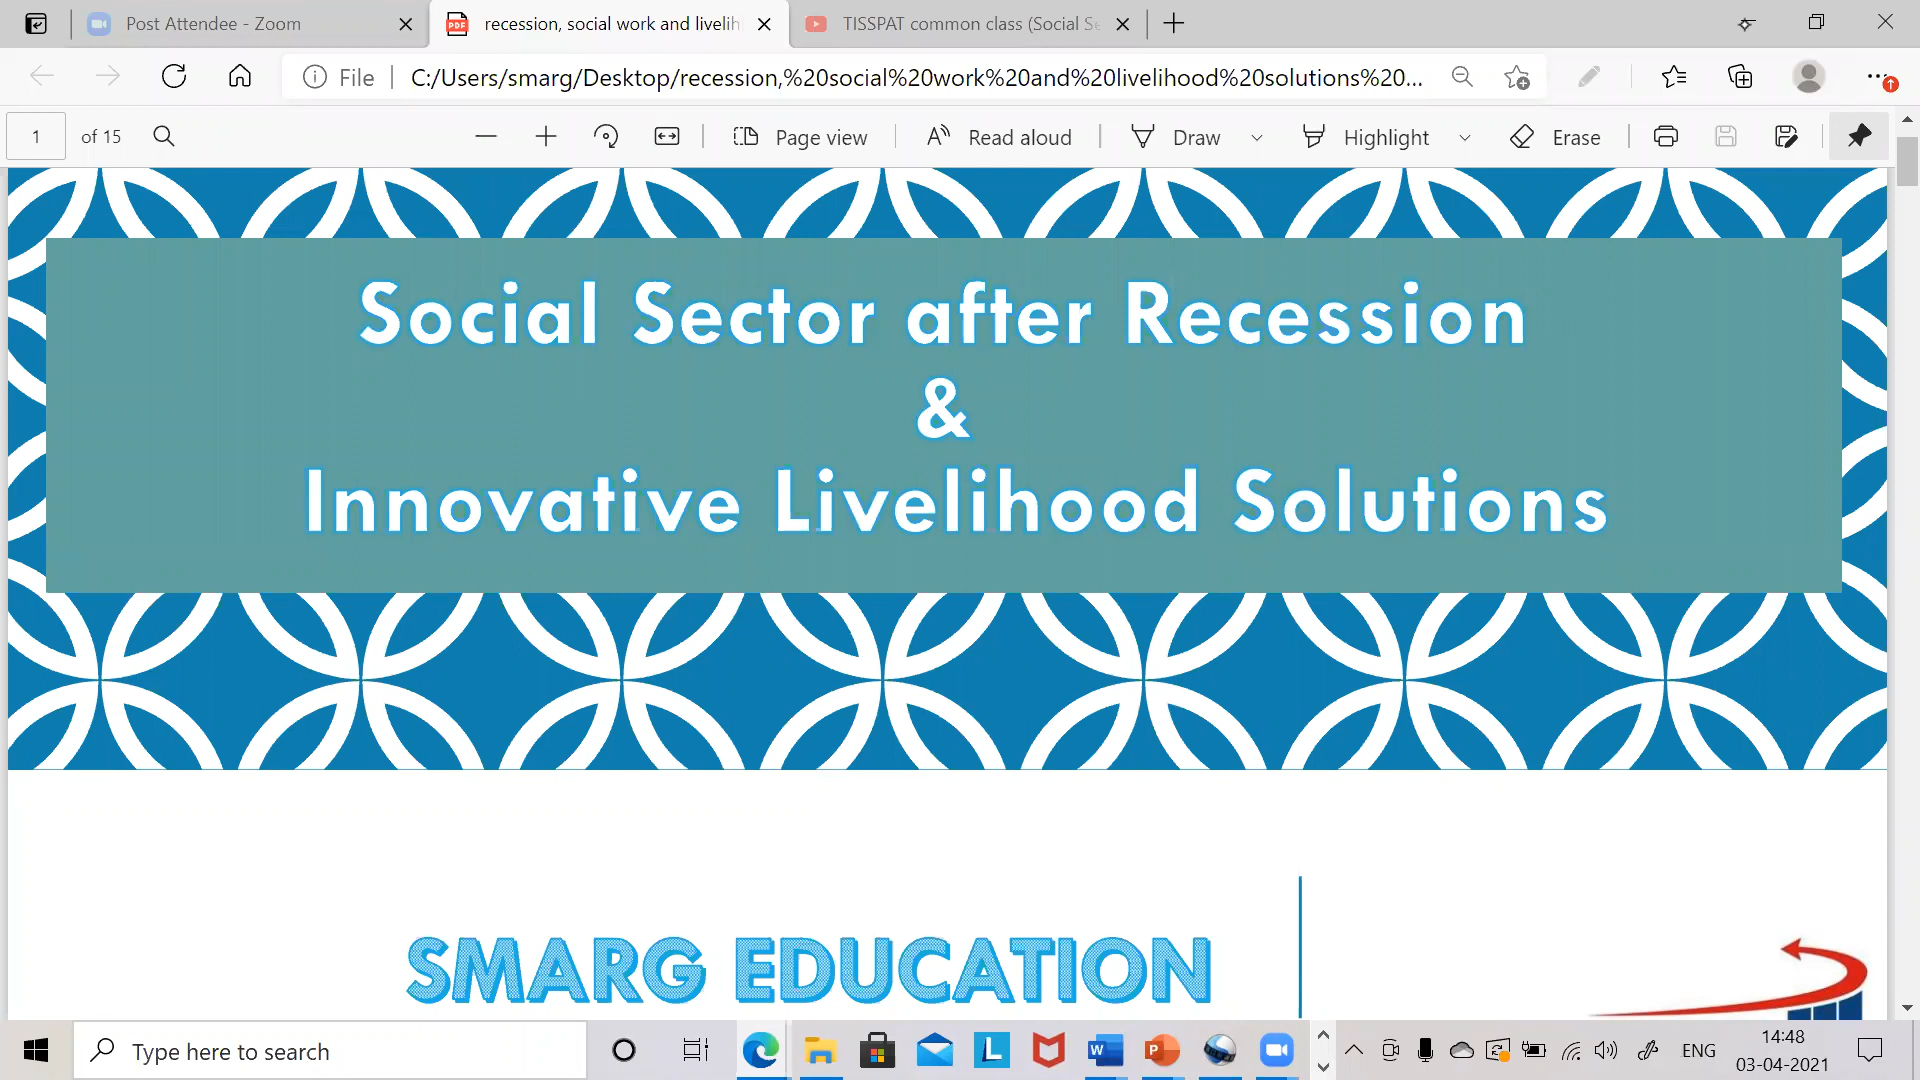 Post Attendee - Zoom
recession, social work and livelih
TISSPAT common class (Social Se
File
C:/Users/smarg/Desktop/recession,%20social%20work%20and%20livelihood%20solutions%20...
1 of 15
Page view
Read aloud
Draw
Highlight
Erase
Social Sector after Recession
&
Innovative Livelihood Solutions
SMARG EDUCATION
Type here to search
ENG
14:48
03-04-2021